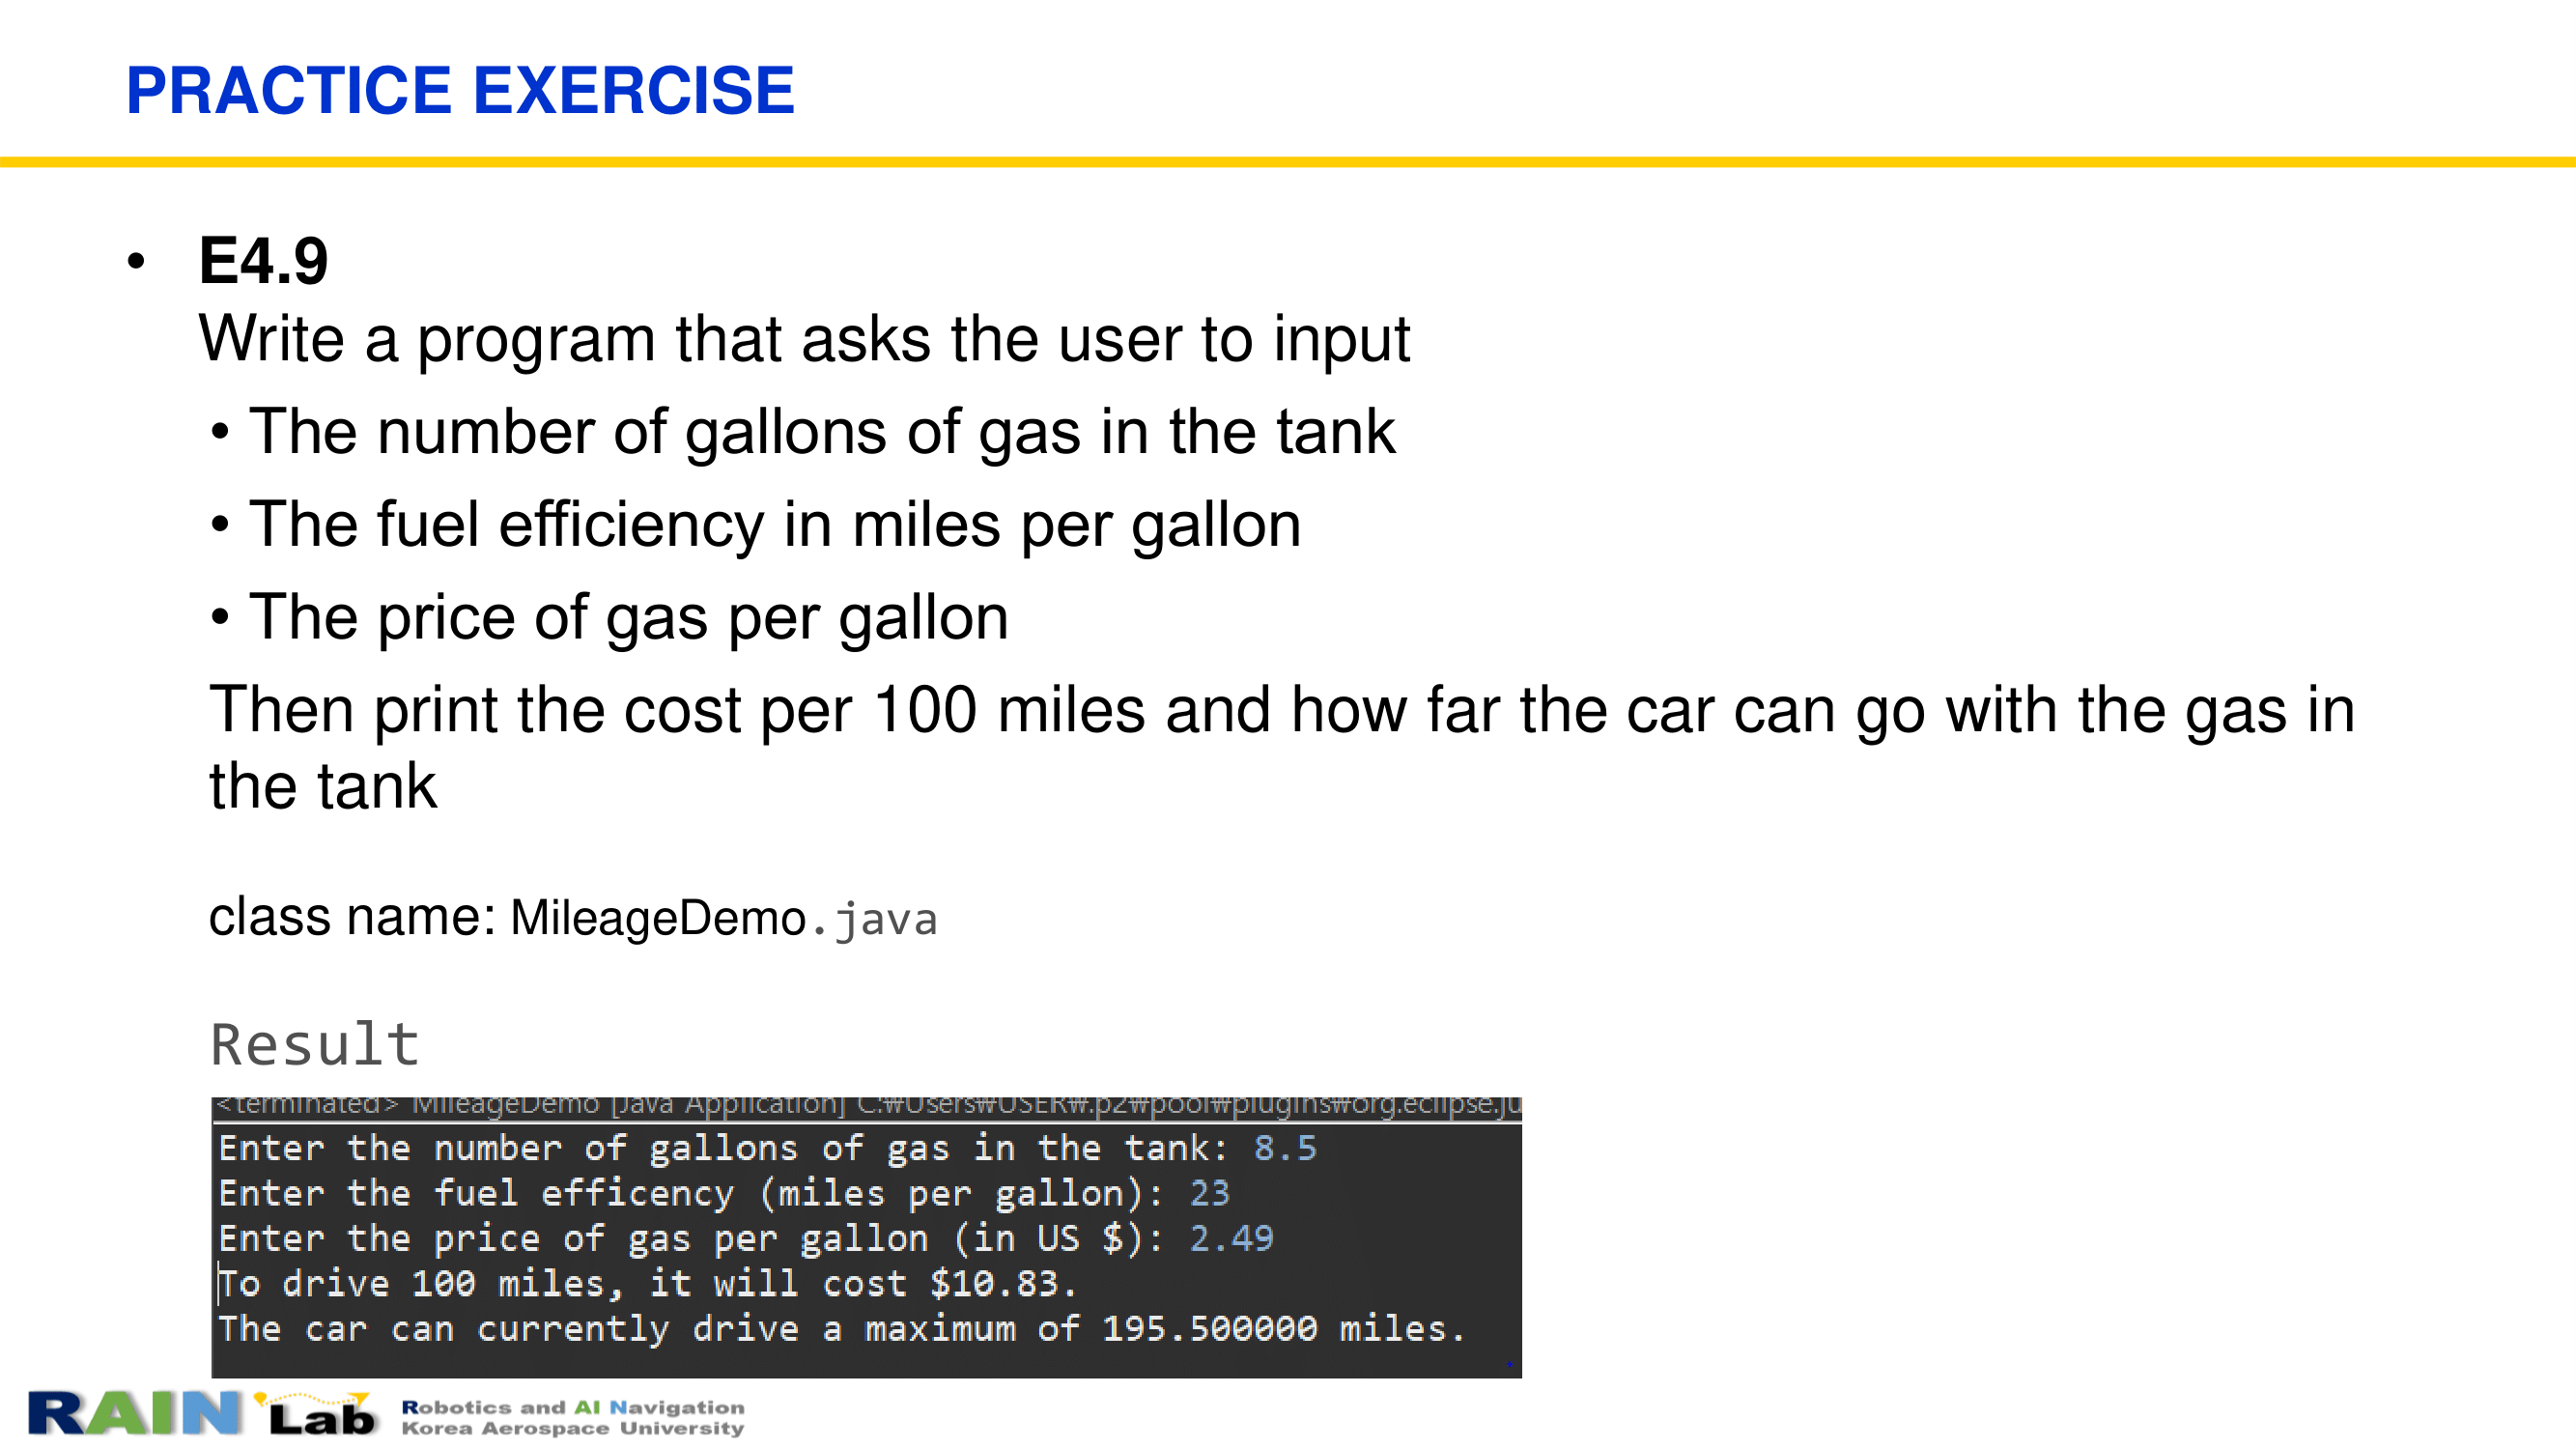 PRACTICE EXERCISE
• E4.9
Write a program that asks the user to input
• The number of gallons of gas in the tank
• The fuel efficiency in miles per gallon
• The price of gas per gallon
Then print the cost per 100 miles and how far the car can go with the gas in
the tank
class name: MileageDemo.java
Result
<terminated> MileageDemo [Java Application] C:₩Users₩USER₩.p2₩pool₩plugins₩org.eclipse.ju
Enter the number of gallons of gas in the tank: 8.5
Enter the fuel efficency (miles per gallon): 23
Enter the price of gas per gallon (in US $): 2.49
To drive 100 miles, it will cost $10.83.
The car can currently drive a maximum of 195.500000 miles.
RAIN Lab
Robotics and AI Navigation
Korea Aerospace University